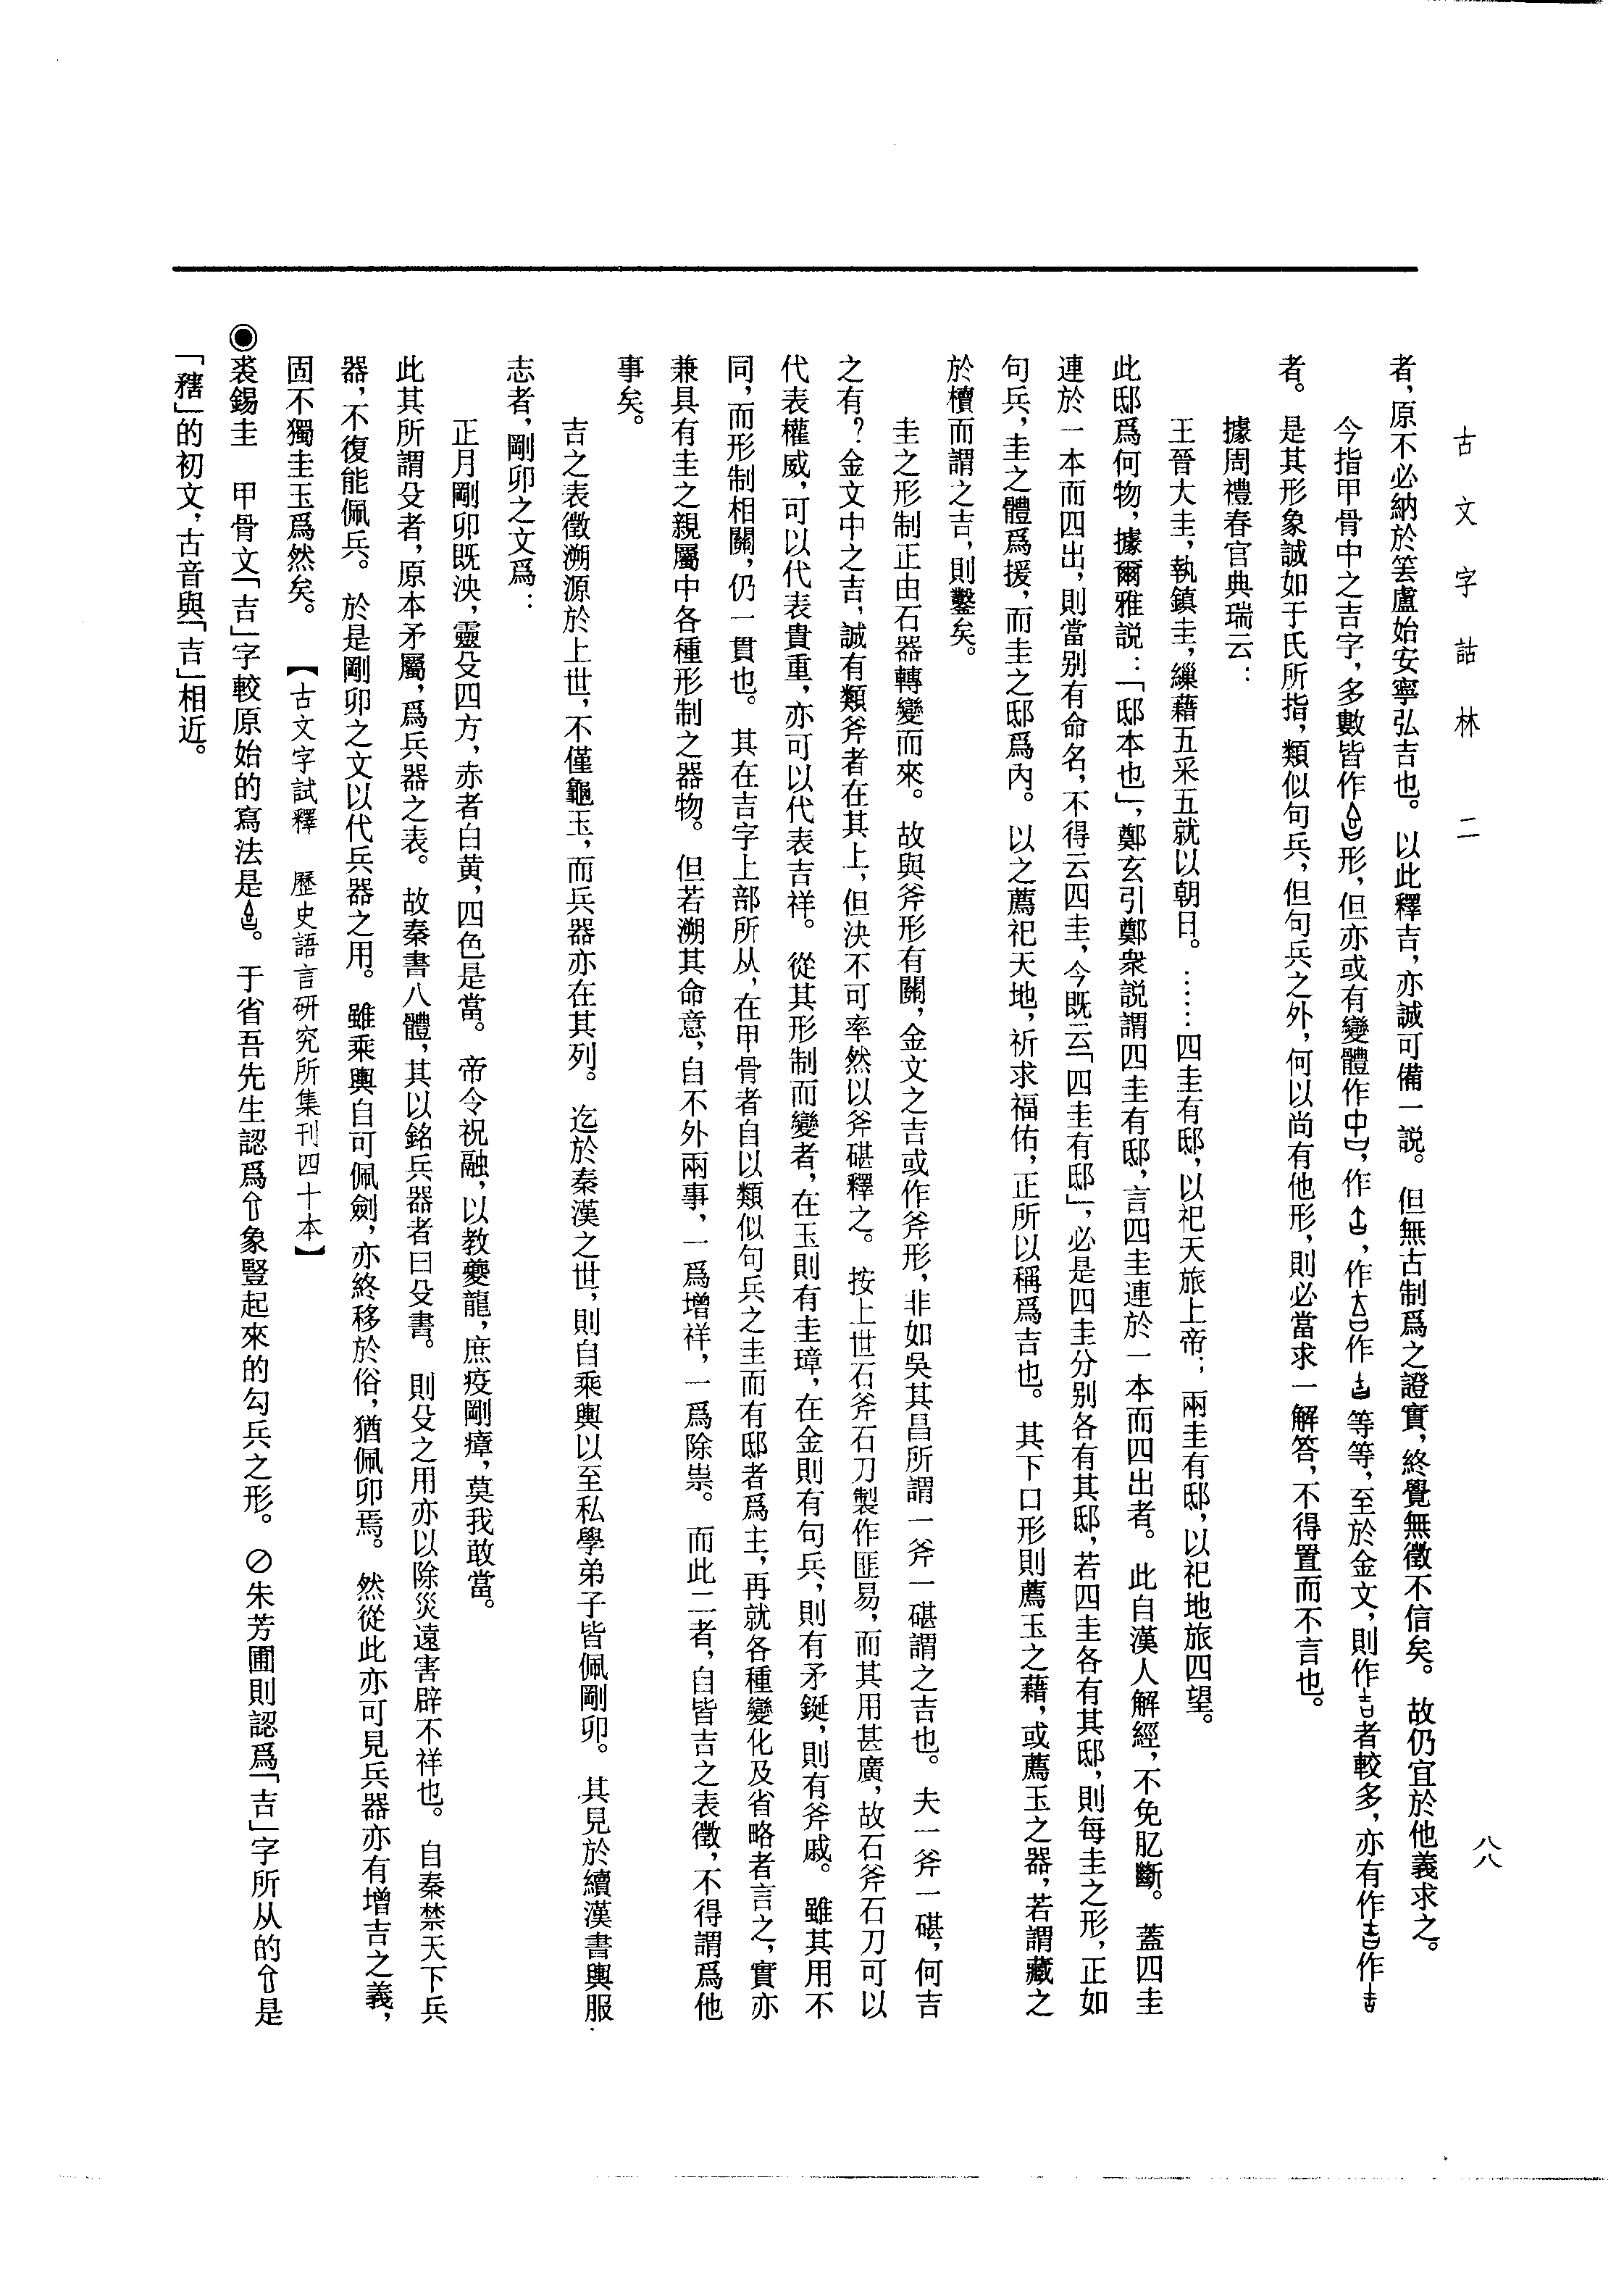 古文字詁林 二
八八
者，原不必納於笑盧始安寧弘吉也。以此釋吉，亦誠可備一説。但無古制爲之證實，終覺無徵不信矣。故仍宜於他義求之。
今指甲骨中之吉字，多數皆作形，但亦或有變體作，作，作作等等，至於金文，則作者較多，亦有作作
者。是其形象誠如于氏所指，類似句兵，但句兵之外，何以尚有他形，則必當求一解答，不得置而不言也。
據周禮春官典瑞云：
王晉大圭，執鎮圭，繅藉五采五就以朝日。……四圭有邸，以祀天旅上帝；兩圭有邸，以祀地旅四望。
此邸爲何物，據爾雅説：「邸本也」，鄭玄引鄭衆説謂四圭有邸，言四圭連於一本而四出者。此自漢人解經，不免肊斷。蓋四圭
連於一本而四出，則當别有命名，不得云四圭，今既云「四圭有邸」，必是四圭分别各有其邸，若四圭各有其邸，則每圭之形，正如
句兵，圭之體爲援，而圭之邸爲内。以之薦祀天地，祈求福佑，正所以稱爲吉也。其下口形則薦玉之藉，或薦玉之器，若謂藏之
於櫝而謂之吉，則鑿矣。
圭之形制正由石器轉變而來。故與斧形有關，金文之吉或作斧形，非如吳其昌所謂一斧一碪謂之吉也。夫一斧一碪，何吉
之有？金文中之吉，誠有類斧者在其上，但決不可率然以斧碪釋之。按上世石斧石刀製作匪易，而其用甚廣，故石斧石刀可以
代表權威，可以代表貴重，亦可以代表吉祥。從其形制而變者，在玉則有圭璋，在金則有句兵，則有矛鋋，則有斧戚。雖其用不
同，而形制相關，仍一貫也。其在吉字上部所从，在甲骨者自以類似句兵之圭而有邸者爲主，再就各種變化及省略者言之，實亦
兼具有圭之親屬中各種形制之器物。但若溯其命意，自不外兩事，一爲增祥，一爲除祟。而此二者，自皆吉之表徵，不得謂爲他
事矣。
吉之表徵溯源於上世，不僅龜玉，而兵器亦在其列。迄於秦漢之世，則自乘輿以至私學弟子皆佩剛卯。其見於續漢書輿服
志者，剛卯之文爲：
正月剛卯既泱，靈殳四方，赤者白黄，四色是當。帝令祝融，以教夔龍，庶疫剛癉，莫我敢當。
此其所謂殳者，原本矛屬，爲兵器之表。故秦書八體，其以銘兵器者曰殳書。則殳之用亦以除災遠害辟不祥也。自秦禁天下兵
器，不復能佩兵。於是剛卯之文以代兵器之用。雖乘輿自可佩劍，亦終移於俗，猶佩卯焉。然從此亦可見兵器亦有增吉之義，
固不獨圭玉爲然矣。【古文字試釋 歷史語言研究所集刊四十本】
◉裘錫圭 甲骨文「吉」字較原始的寫法是。于省吾先生認爲象豎起來的勾兵之形。⊘朱芳圃則認爲「吉」字所从的是
「𥎆」的初文，古音與「吉」相近。